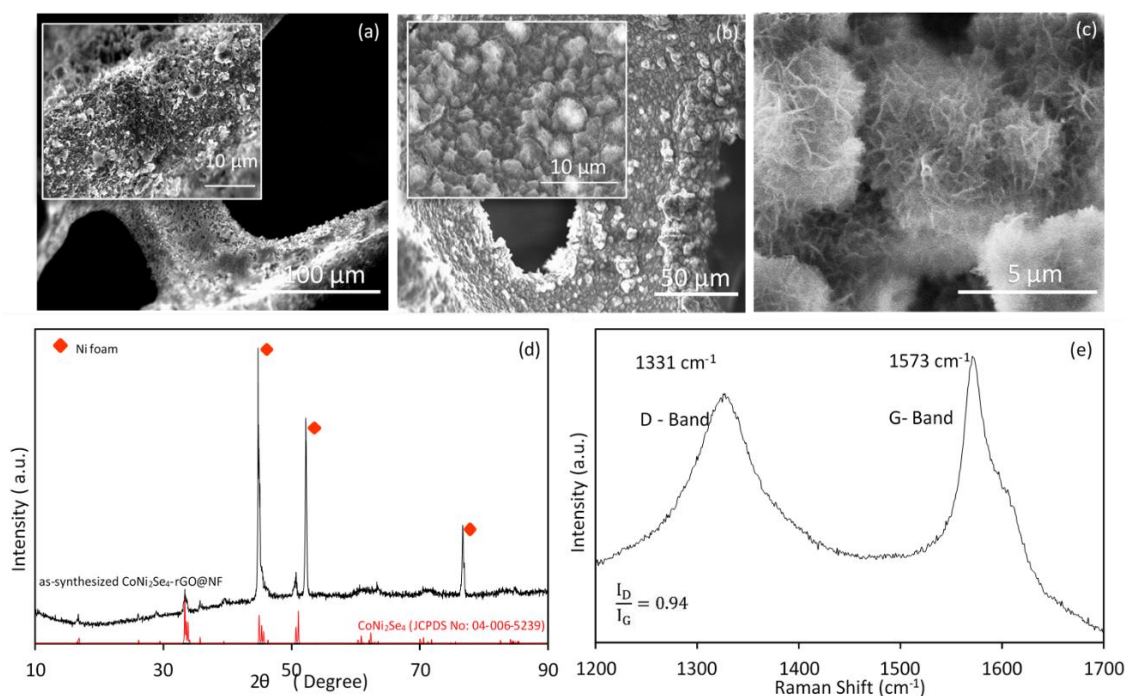 (a)
10 μm
100 μm
(b)
10 μm
50 μm
(c)
5 μm
(d)
Ni foam
Intensity (a.u.)
as-synthesized CoNi₂Se₄-rGO@NF
CoNi₂Se₄ (JCPDS No: 04-006-5239)
10 30 50 70 90
2θ ( Degree)
(e)
1331 cm⁻¹
1573 cm⁻¹
D - Band
G- Band
Intensity ( a.u.)
I_D/I_G = 0.94
1200 1300 1400 1500 1600 1700
Raman Shift (cm⁻¹)